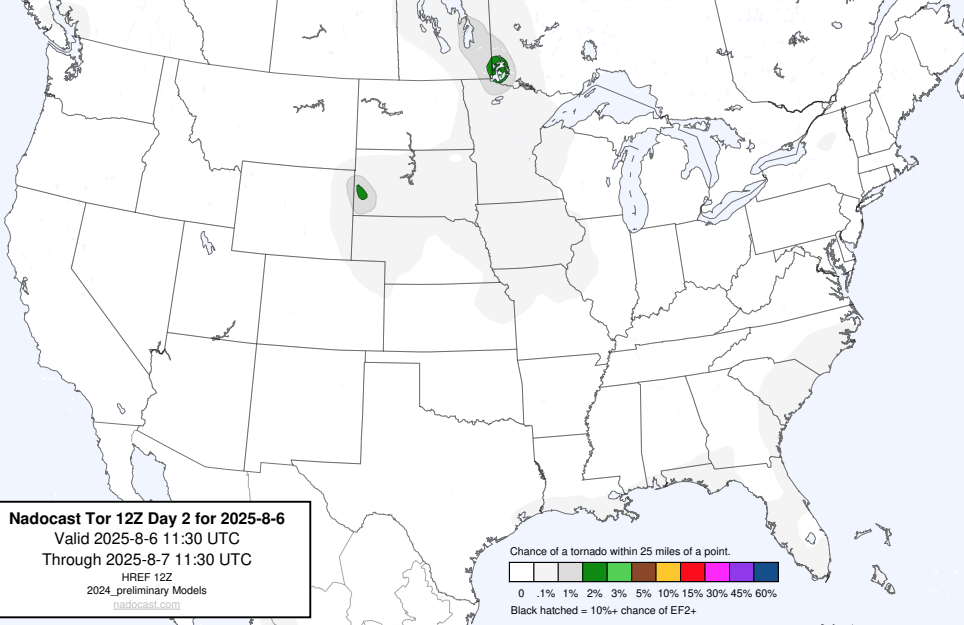 Nadocast Tor 12Z Day 2 for 2025-8-6
Valid 2025-8-6 11:30 UTC
Through 2025-8-7 11:30 UTC
HREF 12Z
2024_preliminary Models
nadocast.com
Chance of a tornado within 25 miles of a point.
0 .1% 1% 2% 3% 5% 10% 15% 30% 45% 60%
Black hatched = 10%+ chance of EF2+